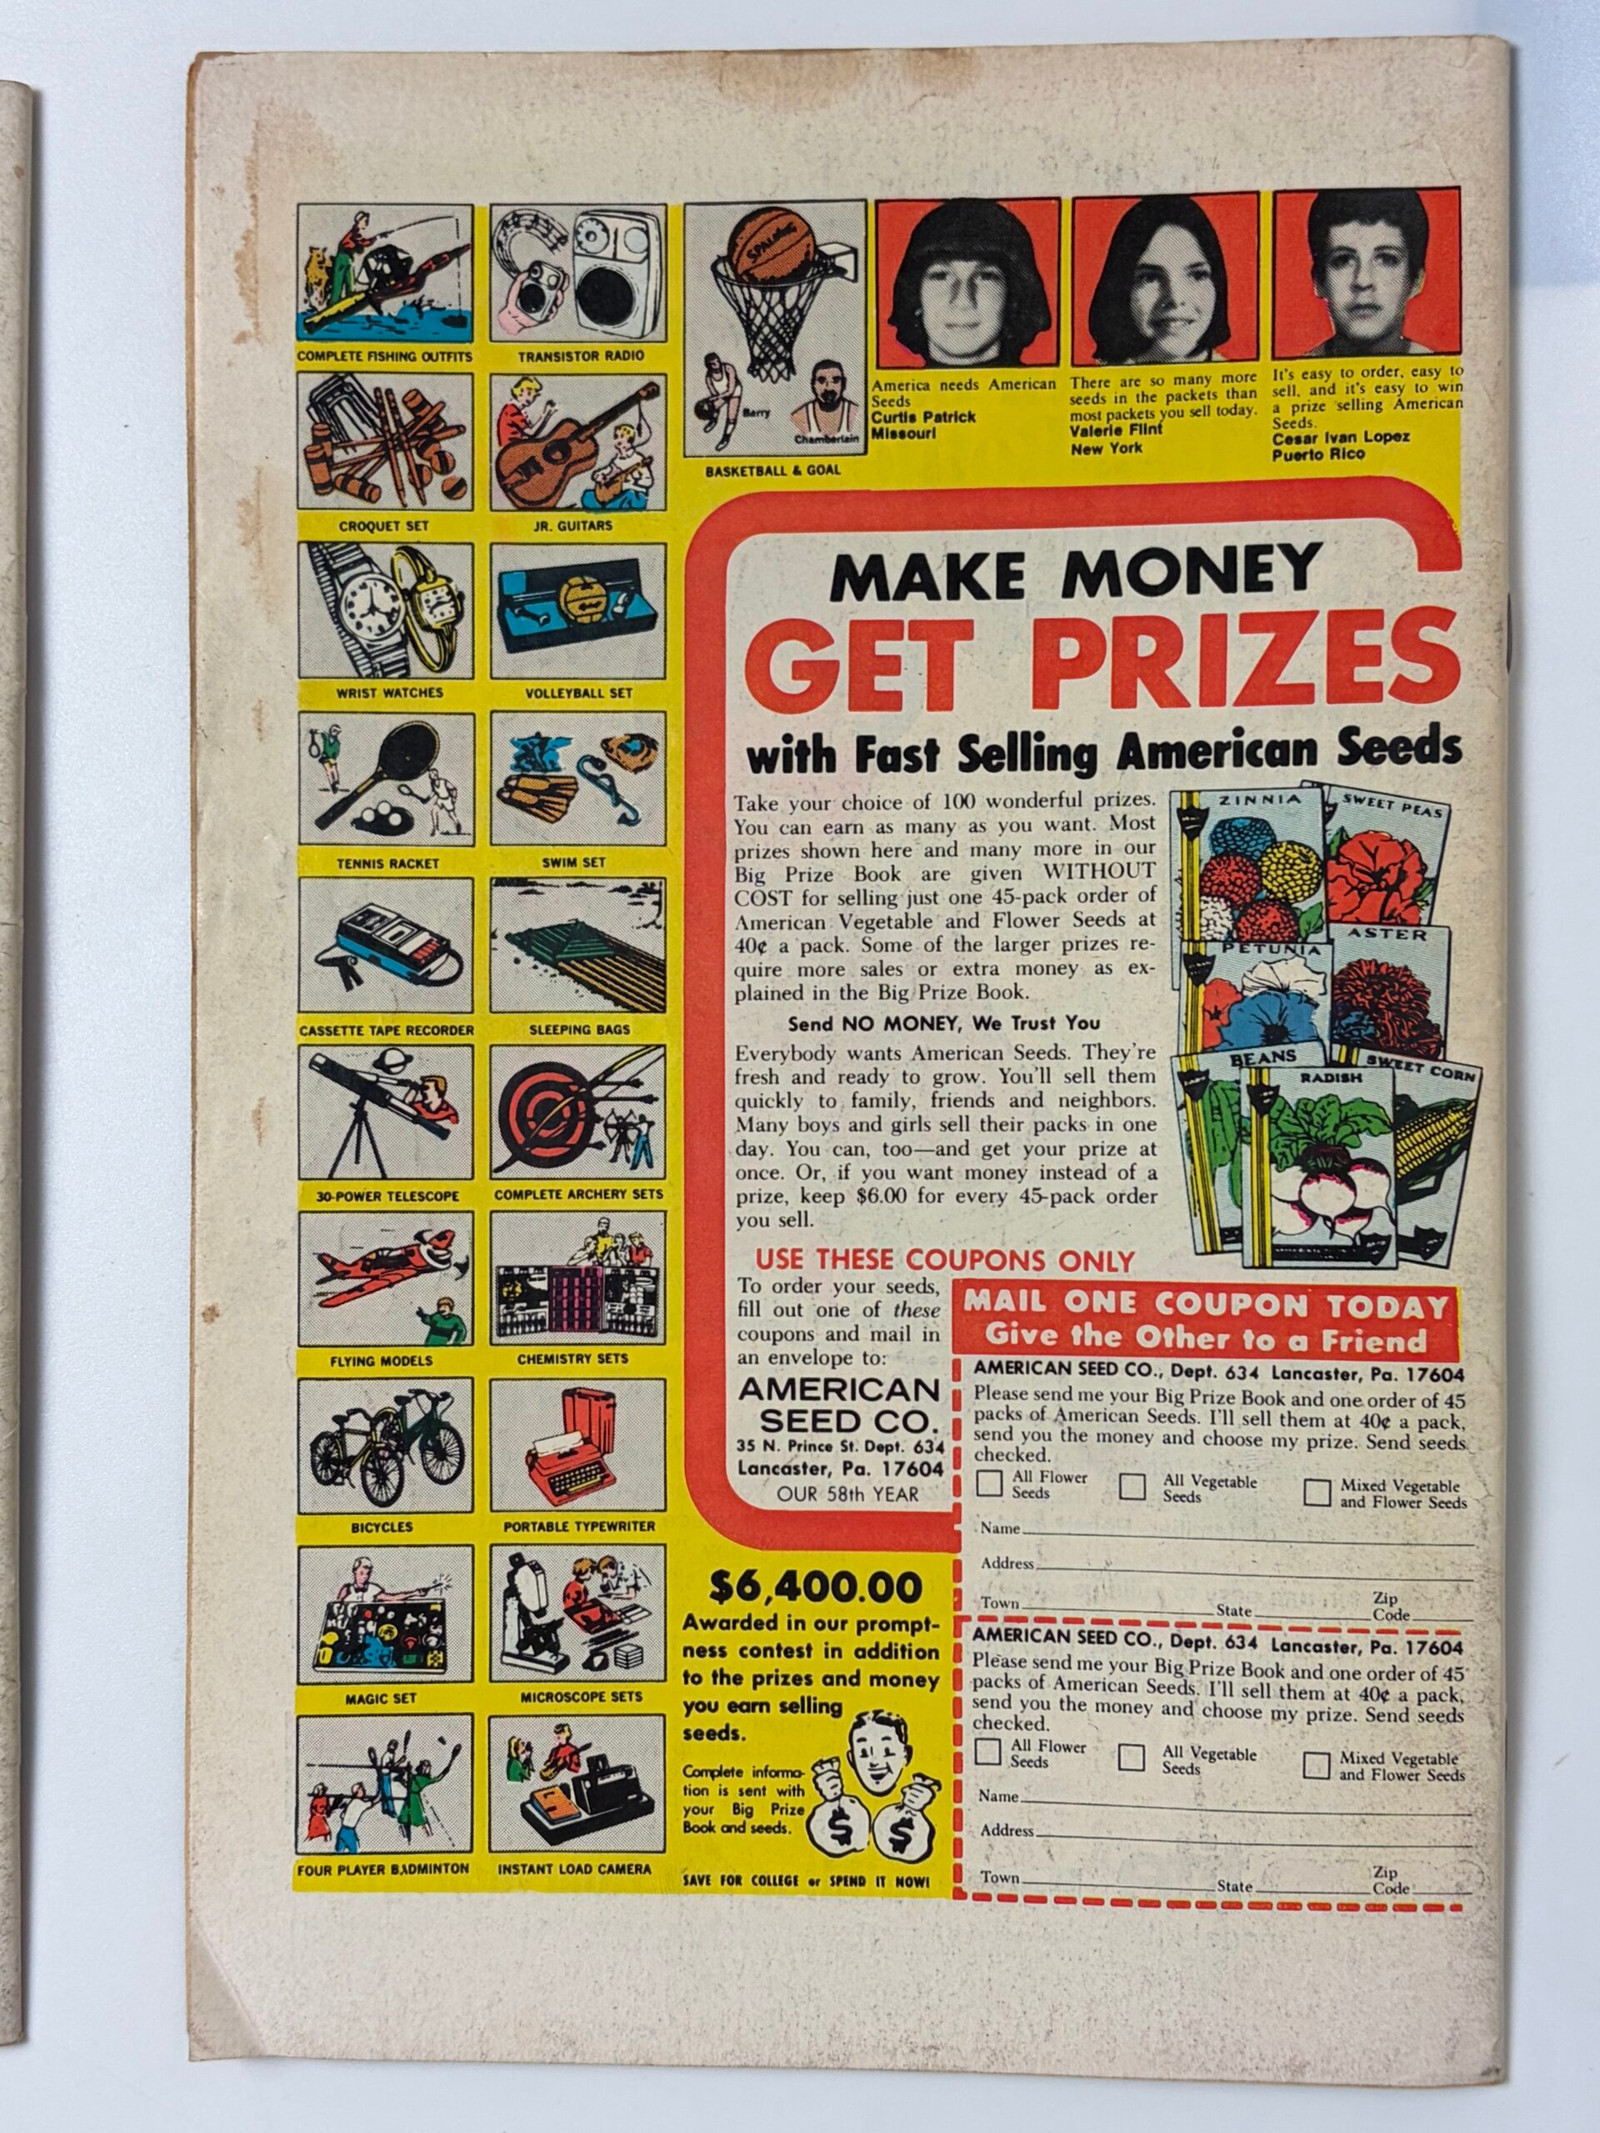 COMPLETE FISHING OUTFITS
TRANSISTOR RADIO
CROQUET SET
JR. GUITARS
WRIST WATCHES
VOLLEYBALL SET
TENNIS RACKET
SWIM SET
CASSETTE TAPE RECORDER
SLEEPING BAGS
30-POWER TELESCOPE
COMPLETE ARCHERY SETS
FLYING MODELS
CHEMISTRY SETS
BICYCLES
PORTABLE TYPEWRITER
MAGIC SET
MICROSCOPE SETS
FOUR PLAYER BADMINTON
INSTANT LOAD CAMERA
SPALDING
Barry
Chamberlain
BASKETBALL & GOAL
America needs American
Seeds
Curtis Patrick
Missouri
There are so many more
seeds in the packets than
most packets you sell today.
Valerie Flint
New York
It's easy to order, easy to
sell, and it's easy to win
a prize selling American
Seeds.
Cesar Ivan Lopez
Puerto Rico
MAKE MONEY
GET PRIZES
with Fast Selling American Seeds
Take your choice of 100 wonderful prizes.
You can earn as many as you want. Most
prizes shown here and many more in our
Big Prize Book are given WITHOUT
COST for selling just one 45-pack order of
American Vegetable and Flower Seeds at
40¢ a pack. Some of the larger prizes re-
quire more sales or extra money as ex-
plained in the Big Prize Book.
Send NO MONEY, We Trust You
Everybody wants American Seeds. They're
fresh and ready to grow. You'll sell them
quickly to family, friends and neighbors.
Many boys and girls sell their packs in one
day. You can, too—and get your prize at
once. Or, if you want money instead of a
prize, keep $6.00 for every 45-pack order
you sell.
ZINNIA
SWEET PEAS
PETUNIA
ASTER
BEANS
RADISH
SWEET CORN
USE THESE COUPONS ONLY
To order your seeds,
fill out one of these
coupons and mail in
an envelope to:
AMERICAN
SEED CO.
35 N. Prince St. Dept. 634
Lancaster, Pa. 17604
OUR 58th YEAR
$6,400.00
Awarded in our prompt-
ness contest in addition
to the prizes and money
you earn selling
seeds.
Complete informa-
tion is sent with
your Big Prize
Book and seeds.
$ $
SAVE FOR COLLEGE or SPEND IT NOW!
MAIL ONE COUPON TODAY
Give the Other to a Friend
AMERICAN SEED CO., Dept. 634 Lancaster, Pa. 17604
Please send me your Big Prize Book and one order of 45
packs of American Seeds. I'll sell them at 40¢ a pack,
send you the money and choose my prize. Send seeds
checked.
All Flower Seeds
All Vegetable Seeds
Mixed Vegetable and Flower Seeds
Name
Address
Town State Zip Code
AMERICAN SEED CO., Dept. 634 Lancaster, Pa. 17604
Please send me your Big Prize Book and one order of 45
packs of American Seeds. I'll sell them at 40¢ a pack,
send you the money and choose my prize. Send seeds
checked.
All Flower Seeds
All Vegetable Seeds
Mixed Vegetable and Flower Seeds
Name
Address
Town State Zip Code